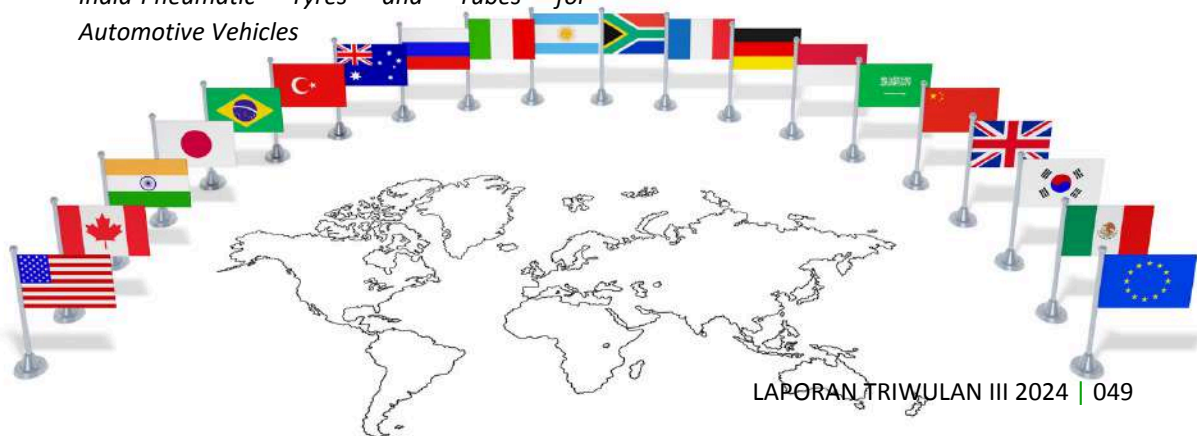 India-Pneumatic Tyres and Tubes for
Automotive Vehicles
LAPORAN TRIWULAN III 2024 | 049